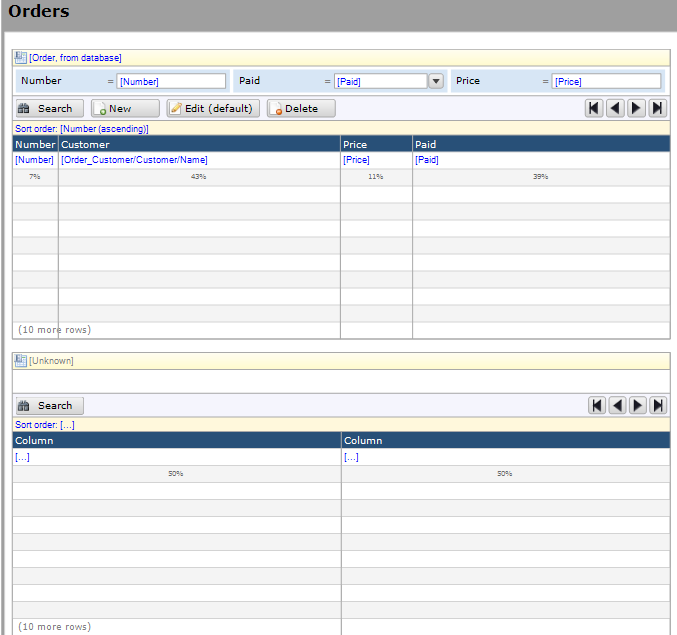 Orders
[Order, from database]
Number = [Number] Paid = [Paid] Price = [Price]
Search New Edit (default) Delete
Sort order: [Number (ascending)]
Number Customer Price Paid
[Number] [Order_Customer/Customer/Name] [Price] [Paid]
7% 43% 11% 39%
(10 more rows)
[Unknown]
Search
Sort order: [...]
Column Column
[...] [...]
50% 50%
(10 more rows)